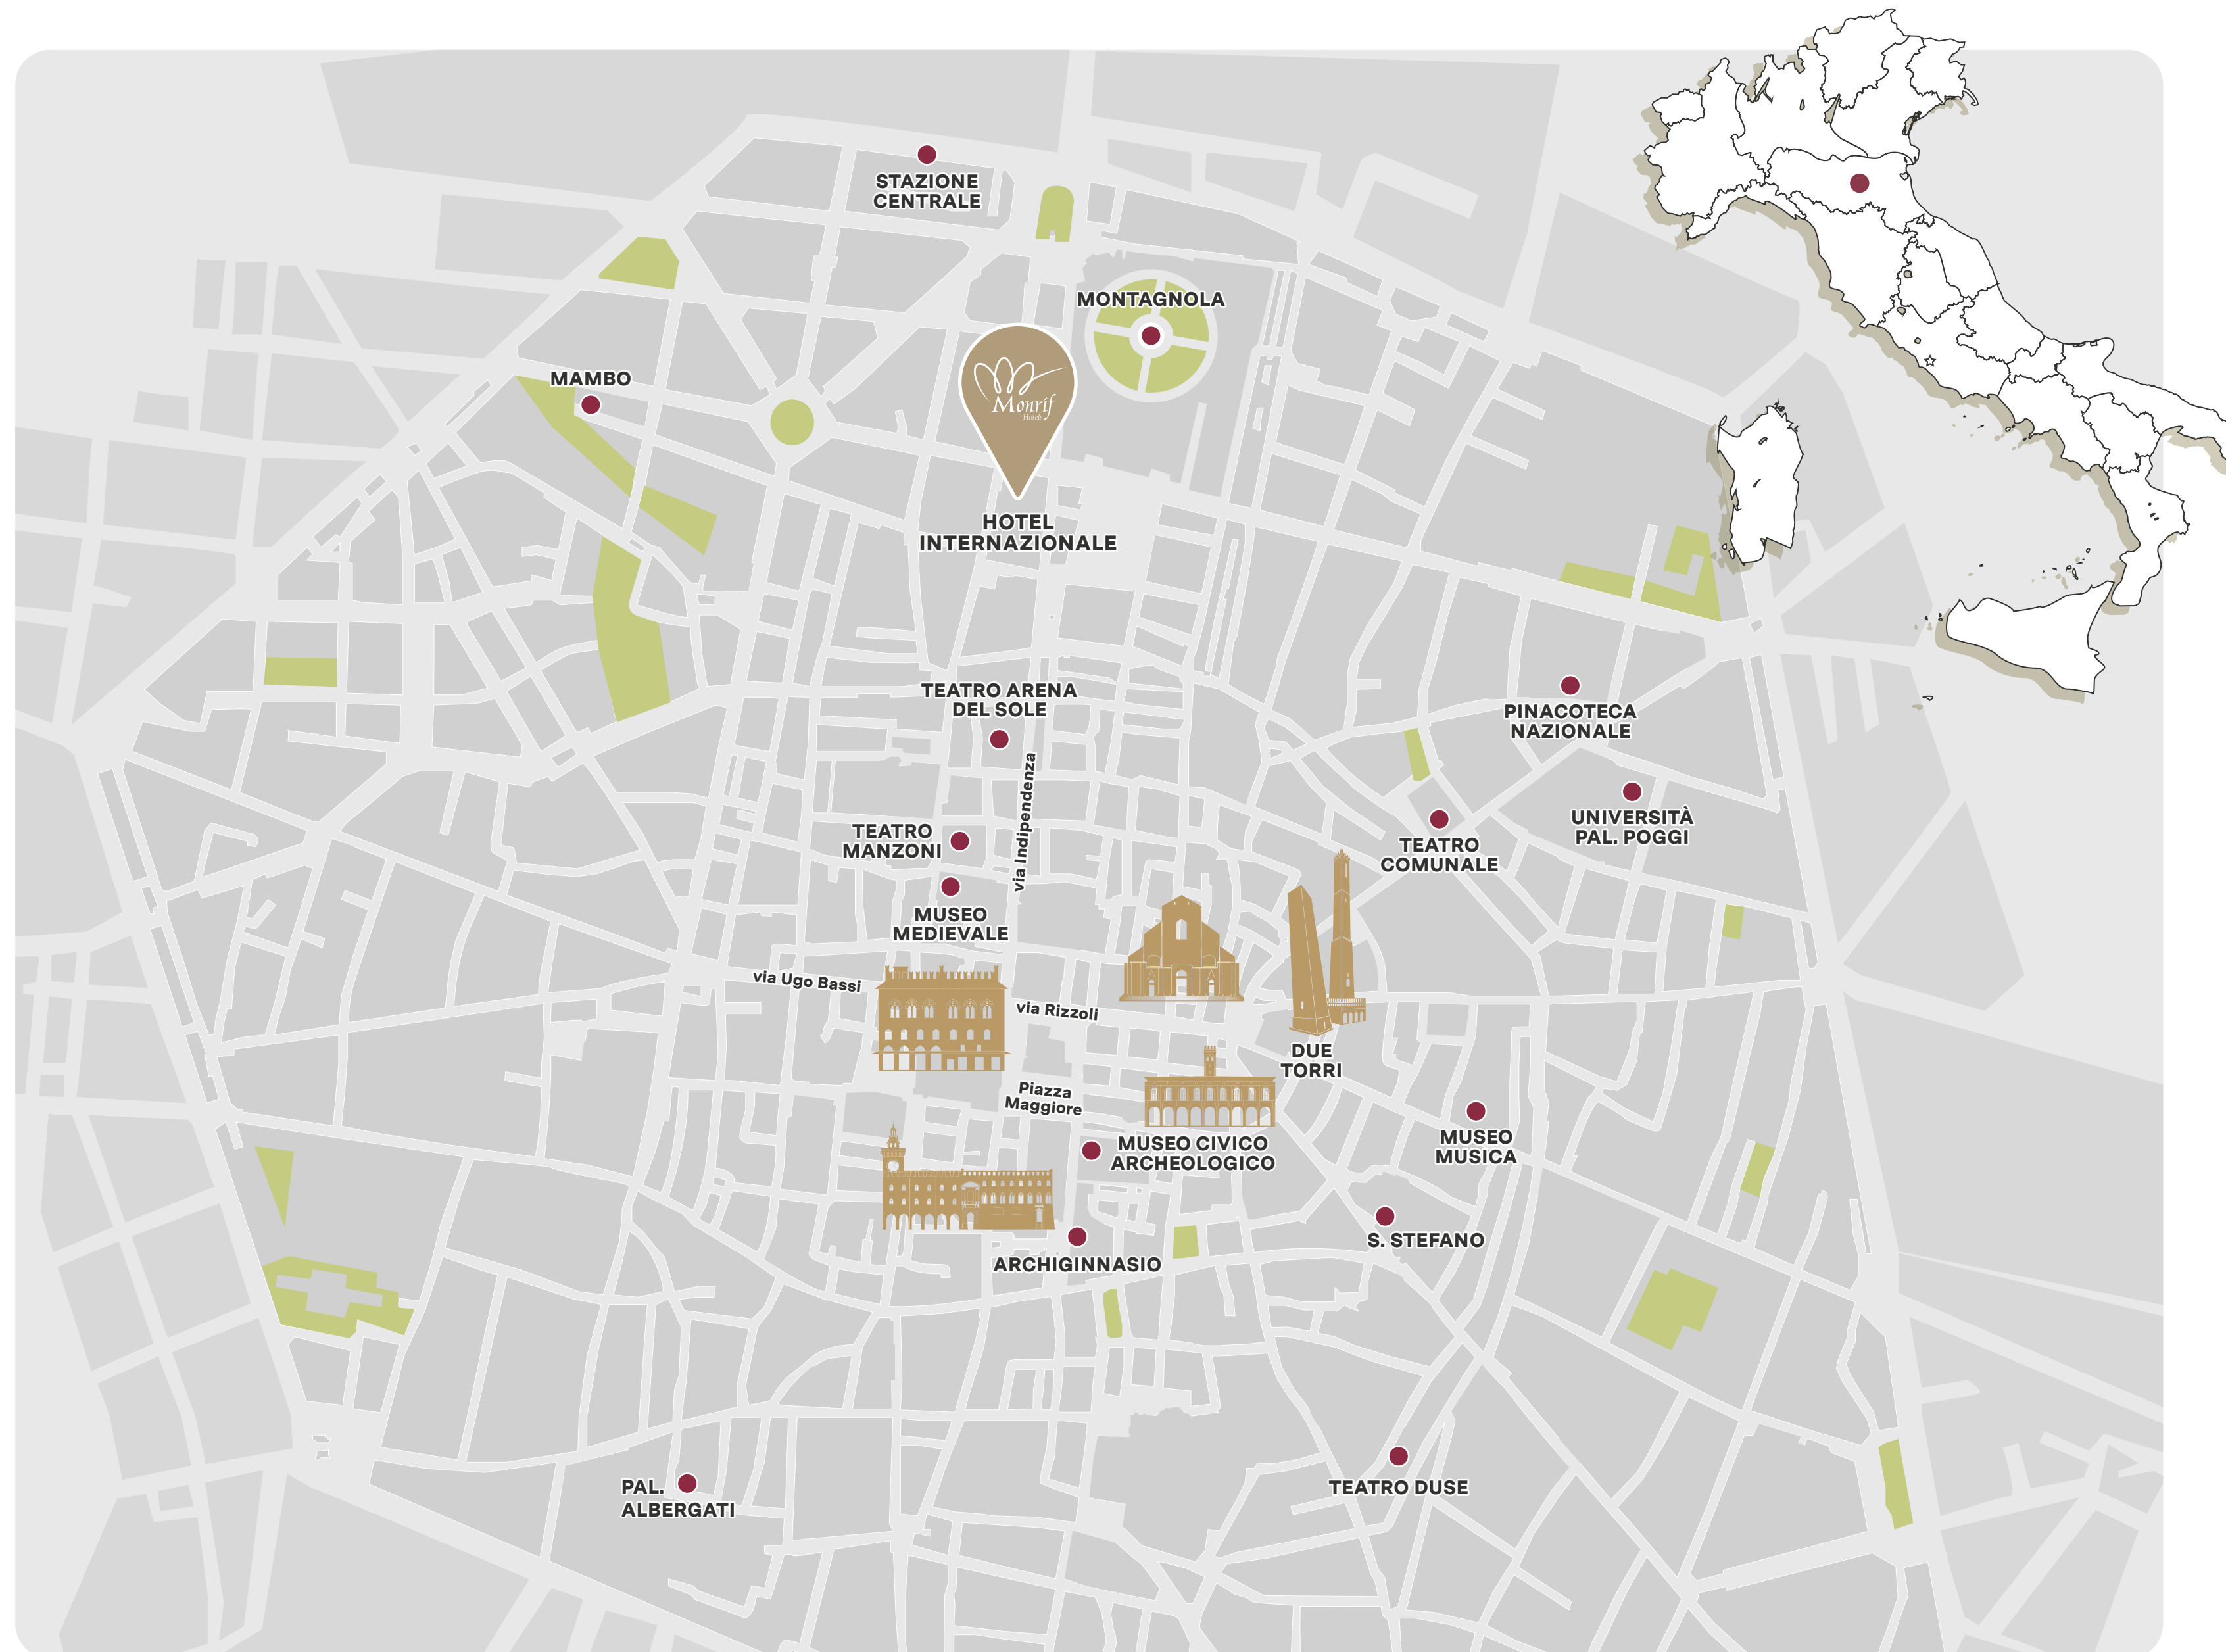 STAZIONE
CENTRALE
MONTAGNOLA
MAMBO
Monrif
Hotels
HOTEL
INTERNAZIONALE
TEATRO ARENA
DEL SOLE
PINACOTECA
NAZIONALE
via Indipendenza
UNIVERSITÀ
PAL. POGGI
TEATRO
MANZONI
TEATRO
COMUNALE
MUSEO
MEDIEVALE
via Ugo Bassi
via Rizzoli
DUE
TORRI
Piazza
Maggiore
MUSEO CIVICO
ARCHEOLOGICO
MUSEO
MUSICA
S. STEFANO
ARCHIGINNASIO
PAL.
ALBERGATI
TEATRO DUSE